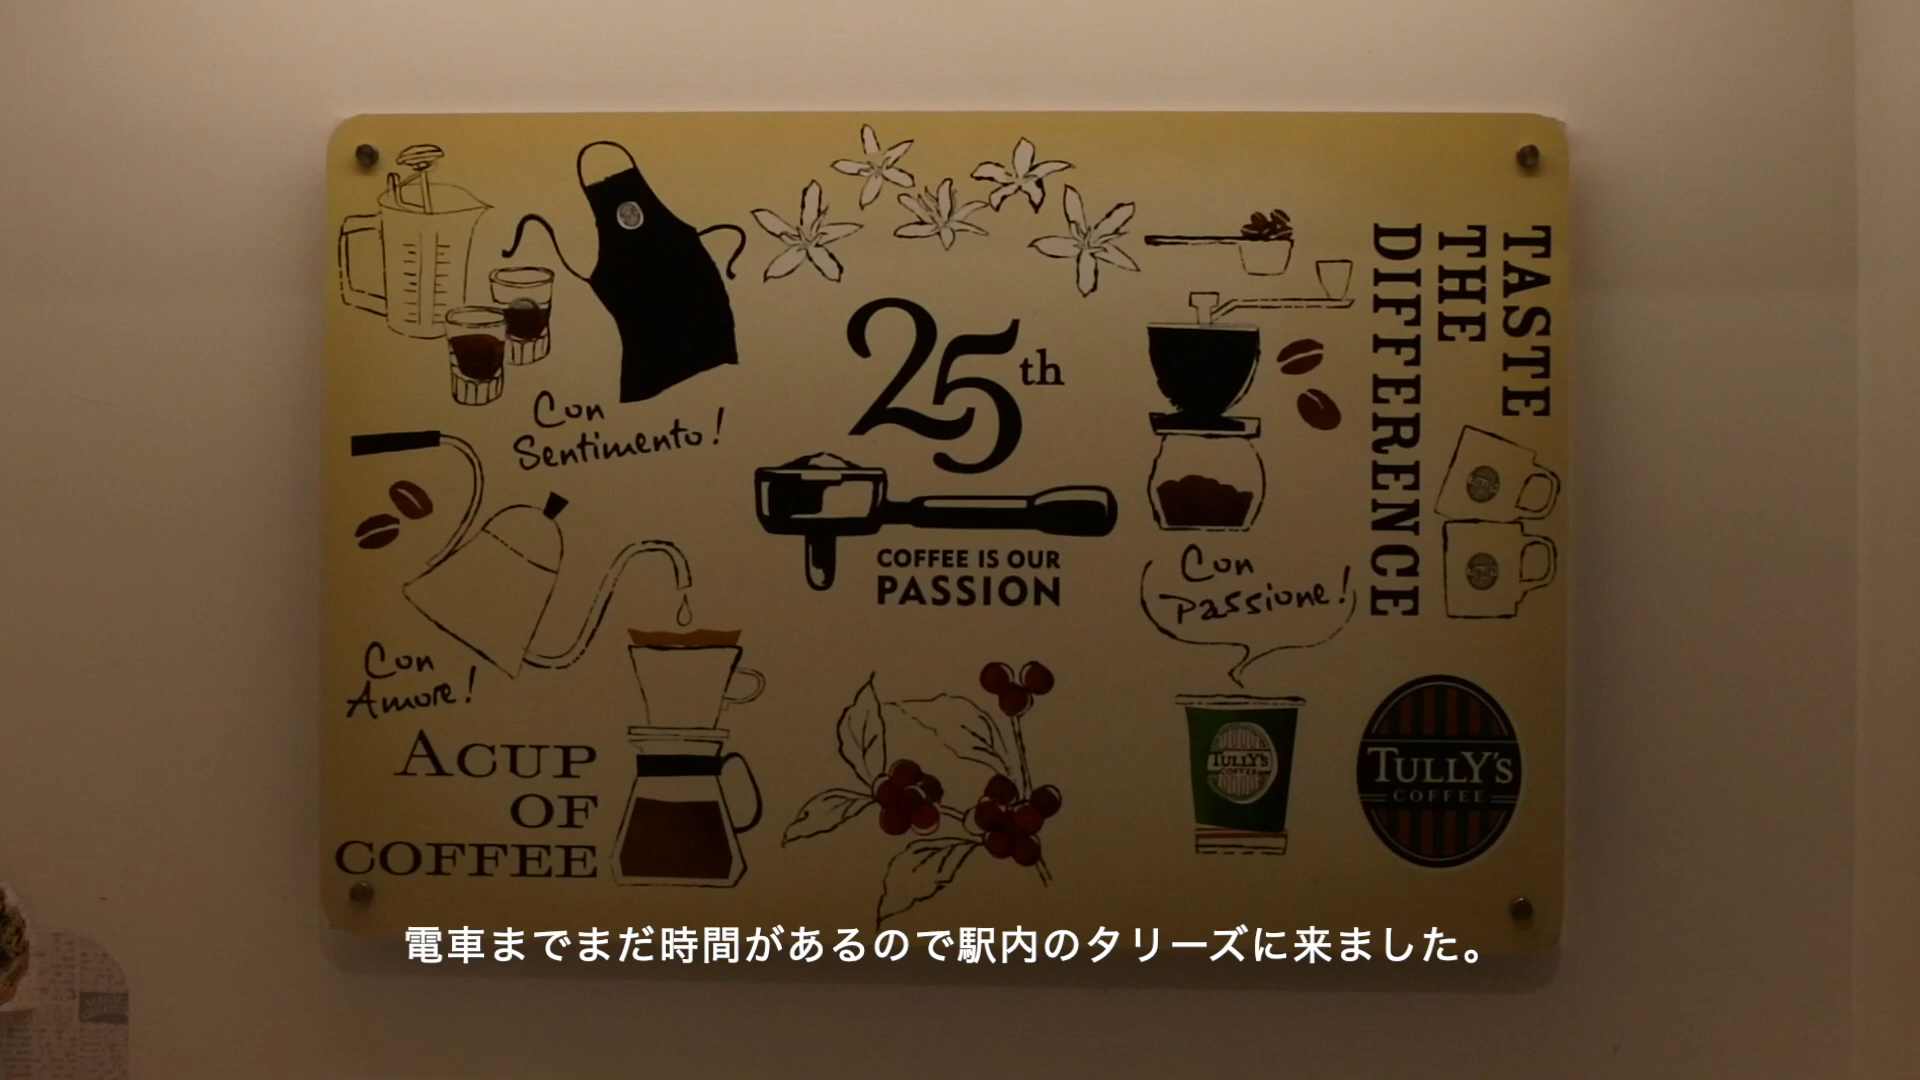 TASTE
THE
DIFFERENCE
25th
Con
Sentimento!
COFFEE IS OUR
PASSION
Con
passione!
Con
Amore!
A CUP
OF
COFFEE
TULLY'S
COFFEE
TULLY'S
COFFEE
電車までまだ時間があるので駅内のタリーズに来ました。